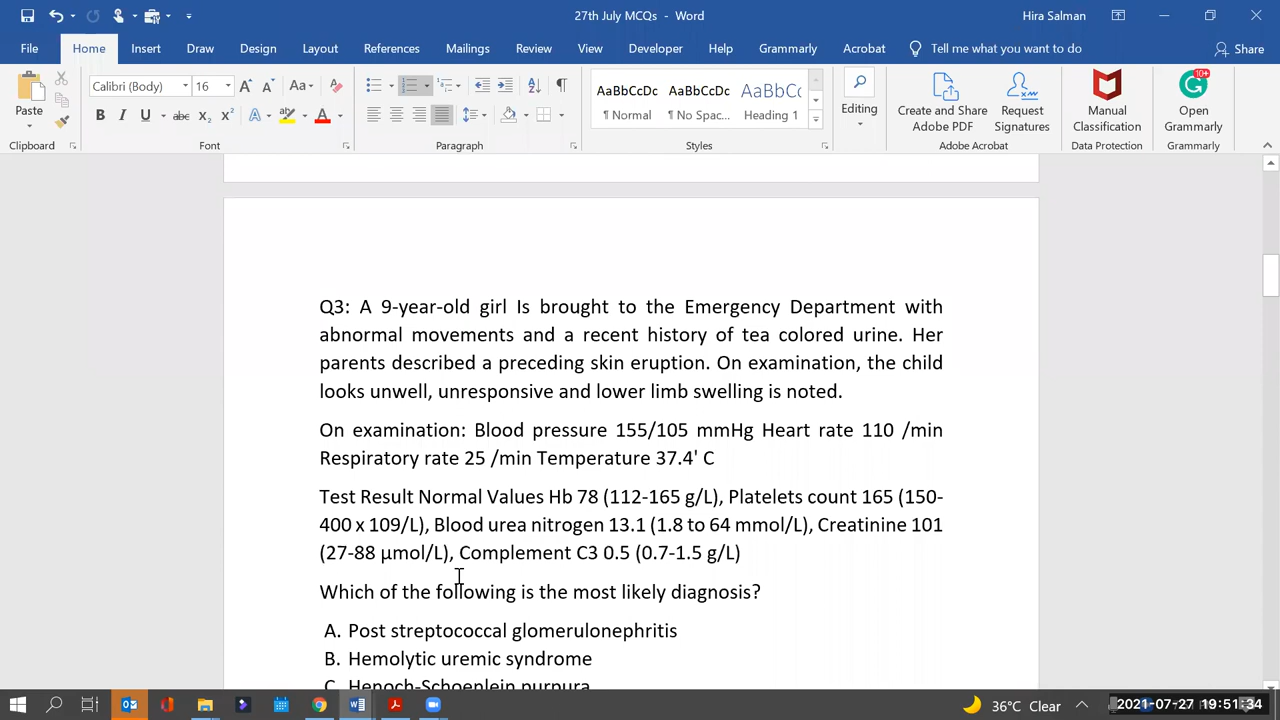 27th July MCQs - Word
Hira Salman
File Home Insert Draw Design Layout References Mailings Review View Developer Help Grammarly Acrobat Tell me what you want to do Share
Calibri (Body) 16
Paste
Clipboard
Font
Paragraph
AaBbCcDc AaBbCcDc AaBbCc
¶ Normal ¶ No Spac... Heading 1
Styles
Editing
Create and Share Adobe PDF
Request Signatures
Adobe Acrobat
Manual Classification
Data Protection
10+
Open Grammarly
Grammarly
Q3: A 9-year-old girl Is brought to the Emergency Department with
abnormal movements and a recent history of tea colored urine. Her
parents described a preceding skin eruption. On examination, the child
looks unwell, unresponsive and lower limb swelling is noted.
On examination: Blood pressure 155/105 mmHg Heart rate 110 /min
Respiratory rate 25 /min Temperature 37.4' C
Test Result Normal Values Hb 78 (112-165 g/L), Platelets count 165 (150-
400 x 109/L), Blood urea nitrogen 13.1 (1.8 to 64 mmol/L), Creatinine 101
(27-88 µmol/L), Complement C3 0.5 (0.7-1.5 g/L)
Which of the following is the most likely diagnosis?
A. Post streptococcal glomerulonephritis
B. Hemolytic uremic syndrome
C. Henoch-Schoenlein purpura
36°C Clear
2021-07-27 19:51:34